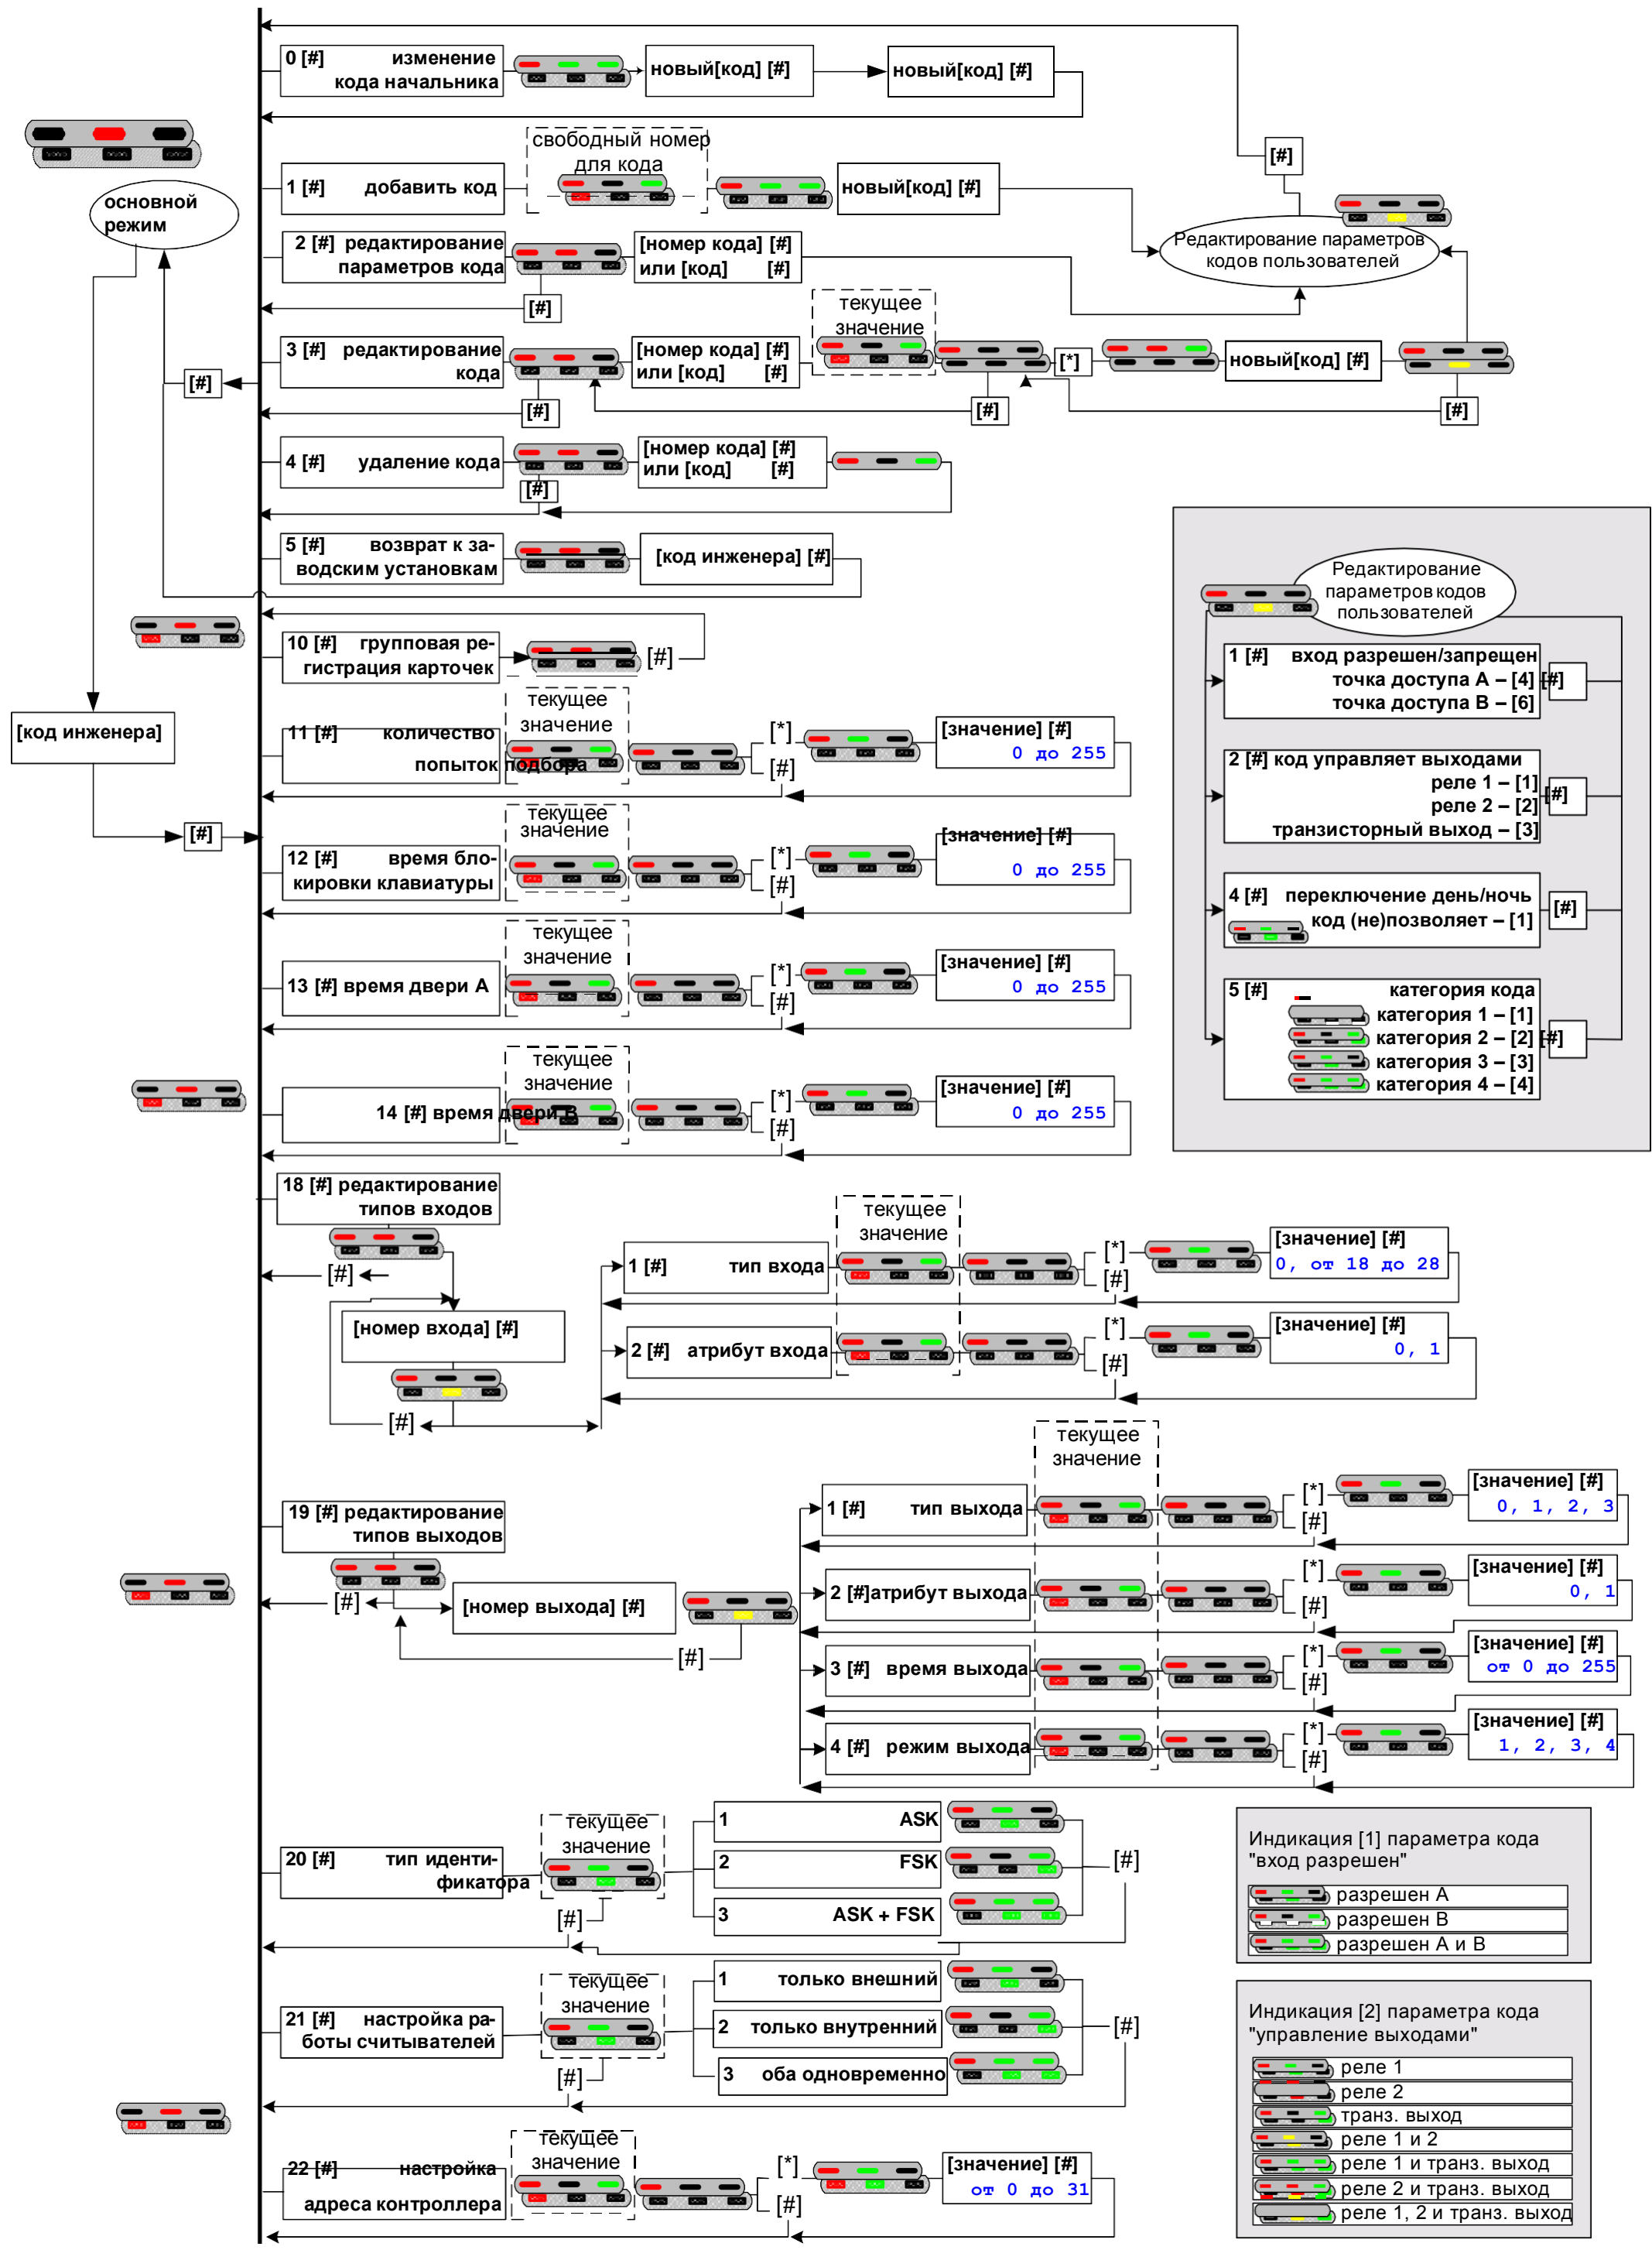 0 [#] изменение
кода начальника
новый[код] [#]
новый[код] [#]
[#]
свободный номер
для кода
1 [#] добавить код
новый[код] [#]
основной
режим
Редактирование параметров
кодов пользователей
2 [#] редактирование
параметров кода
[номер кода] [#]
или [код] [#]
[#]
текущее
значение
3 [#] редактирование
кода
[номер кода] [#]
или [код] [#]
[*]
новый[код] [#]
[#]
[#]
[#]
[#]
4 [#] удаление кода
[номер кода] [#]
или [код] [#]
[#]
5 [#] возврат к за-
водским установкам
[код инженера] [#]
10 [#] групповая ре-
гистрация карточек
[#]
[код инженера]
[#]
текущее
значение
11 [#] количество
попыток подбора
[*]
[#]
[значение] [#]
0 до 255
текущее
значение
12 [#] время бло-
кировки клавиатуры
[*]
[#]
[значение] [#]
0 до 255
текущее
значение
13 [#] время двери А
[*]
[#]
[значение] [#]
0 до 255
текущее
значение
14 [#] время двери В
[*]
[#]
[значение] [#]
0 до 255
Редактирование
параметров кодов
пользователей
1 [#] вход разрешен/запрещен
точка доступа А – [4] [#]
точка доступа В – [6]
2 [#] код управляет выходами
реле 1 – [1]
[#]
реле 2 – [2]
транзисторный выход – [3]
4 [#] переключение день/ночь
код (не)позволяет – [1]
[#]
5 [#] категория кода
категория 1 – [1]
категория 2 – [2] [#]
категория 3 – [3]
категория 4 – [4]
18 [#] редактирование
типов входов
[#]
[номер входа] [#]
[#]
текущее
значение
1 [#] тип входа
[*]
[#]
[значение] [#]
0, от 18 до 28
2 [#] атрибут входа
[*]
[#]
[значение] [#]
0, 1
19 [#] редактирование
типов выходов
[#]
[номер выхода] [#]
[#]
текущее
значение
1 [#] тип выхода
[*]
[#]
[значение] [#]
0, 1, 2, 3
2 [#]атрибут выхода
[*]
[#]
[значение] [#]
0, 1
3 [#] время выхода
[*]
[#]
[значение] [#]
от 0 до 255
4 [#] режим выхода
[*]
[#]
[значение] [#]
1, 2, 3, 4
20 [#] тип иденти-
фикатора
текущее
значение
[#]
1 ASK
2 FSK
3 ASK + FSK
[#]
21 [#] настройка ра-
боты считывателей
текущее
значение
[#]
1 только внешний
2 только внутренний
3 оба одновременно
[#]
22 [#] настройка
адреса контроллера
текущее
значение
[*]
[#]
[значение] [#]
от 0 до 31
Индикация [1] параметра кода
"вход разрешен"
разрешен А
разрешен В
разрешен А и В
Индикация [2] параметра кода
"управление выходами"
реле 1
реле 2
транз. выход
реле 1 и 2
реле 1 и транз. выход
реле 2 и транз. выход
реле 1, 2 и транз. выход